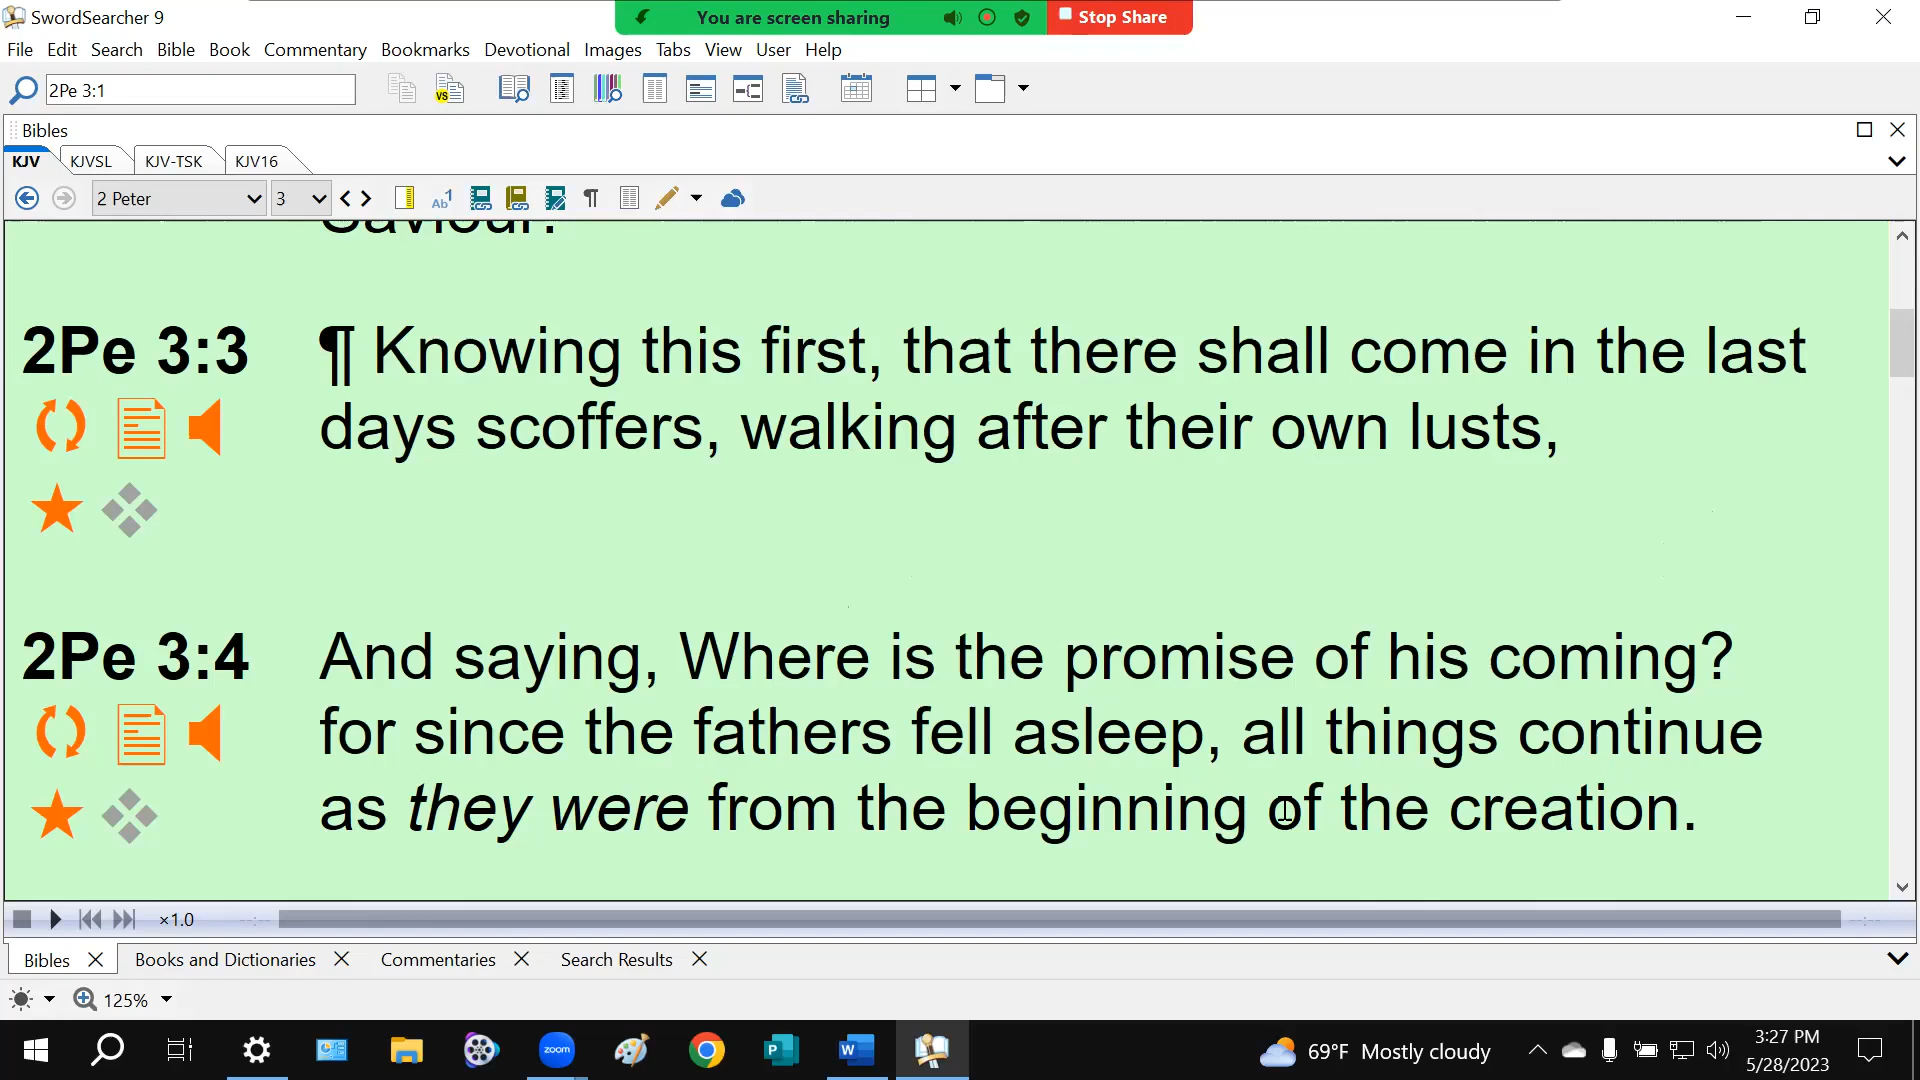 SwordSearcher 9
You are screen sharing
Stop Share
File Edit Search Bible Book Commentary Bookmarks Devotional Images Tabs View User Help
2Pe 3:1
VS
Bibles
KJV KJVSL KJV-TSK KJV16
2 Peter 3 < > Ab1 ¶
Saviour:
2Pe 3:3 ¶ Knowing this first, that there shall come in the last
days scoffers, walking after their own lusts,
2Pe 3:4 And saying, Where is the promise of his coming?
for since the fathers fell asleep, all things continue
as they were from the beginning of the creation.
×1.0 --:-- --:--
Bibles Books and Dictionaries Commentaries Search Results
125%
zoom
69°F Mostly cloudy
3:27 PM
5/28/2023